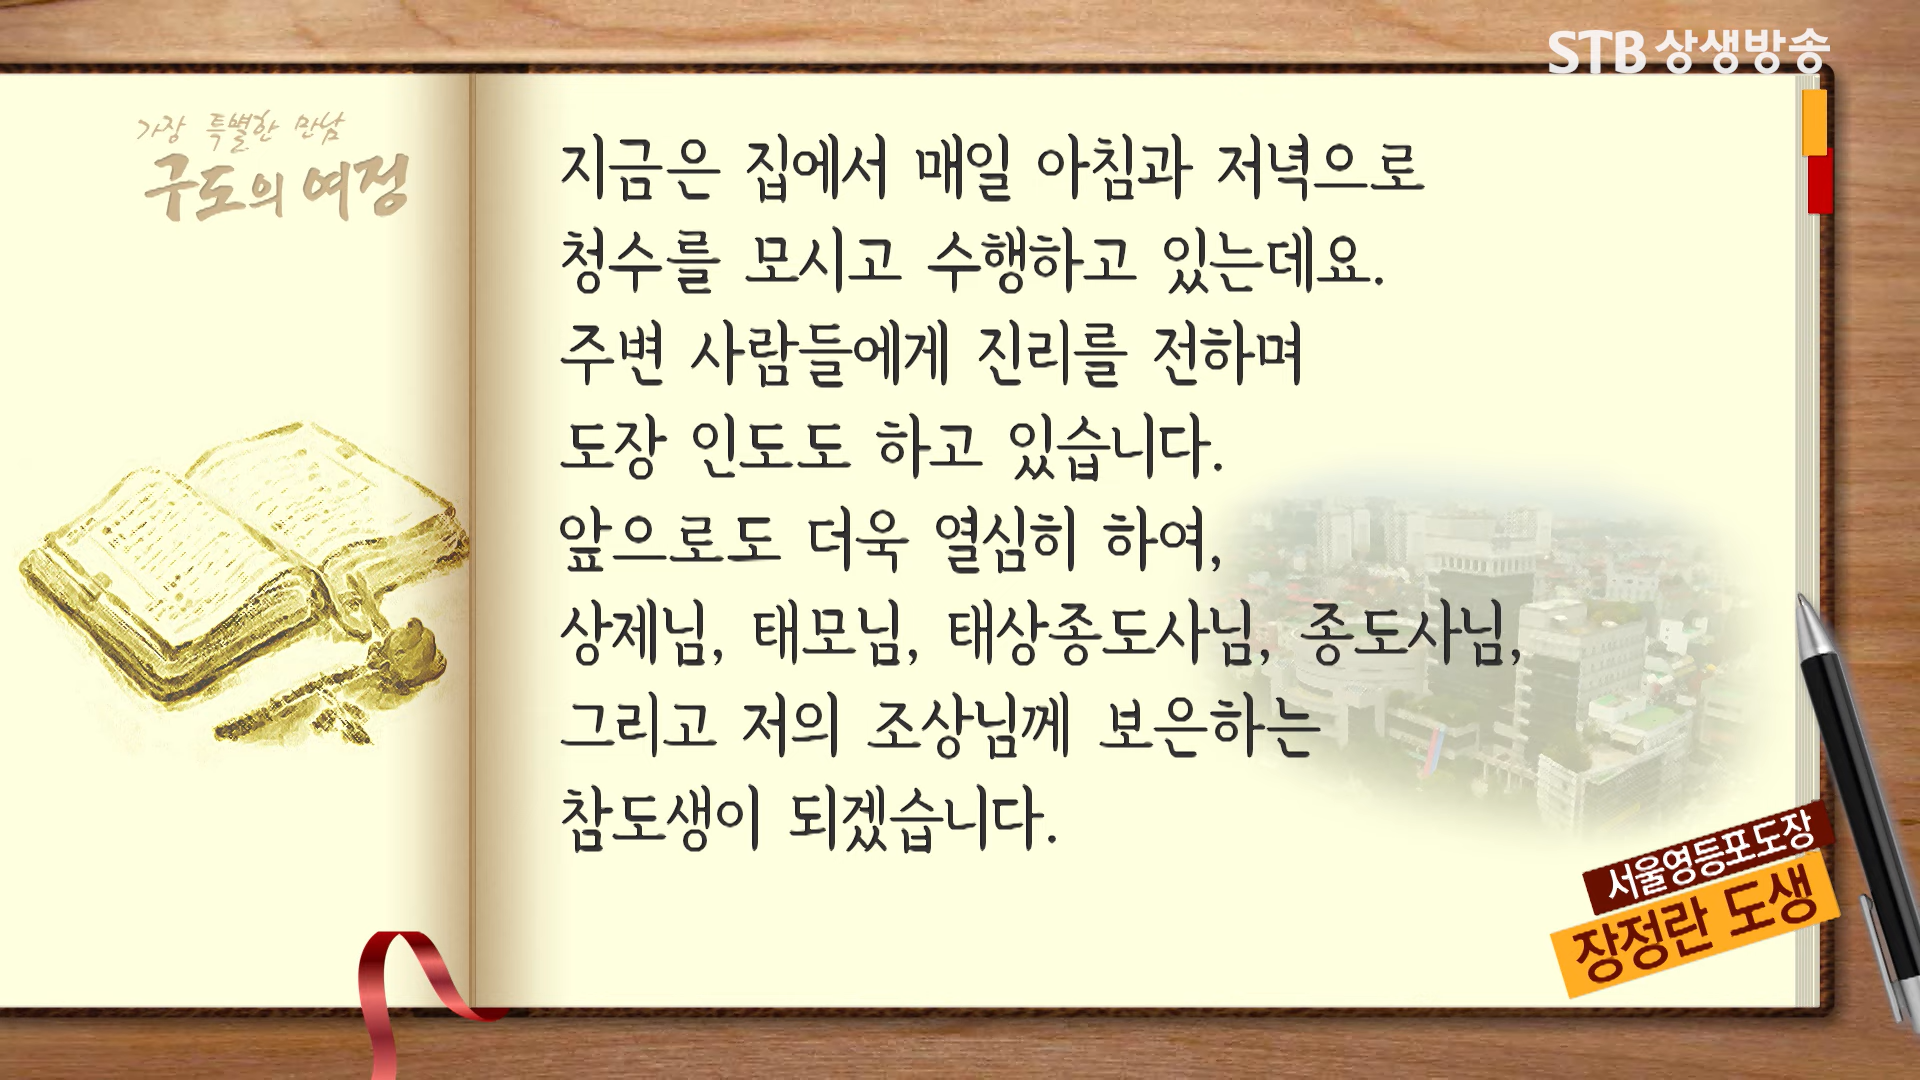 STB 상생방송
가장 특별한 만남
구도의 여정
지금은 집에서 매일 아침과 저녁으로
청수를 모시고 수행하고 있는데요.
주변 사람들에게 진리를 전하며
도장 인도도 하고 있습니다.
앞으로도 더욱 열심히 하여,
상제님, 태모님, 태상종도사님, 종도사님,
그리고 저의 조상님께 보은하는
참도생이 되겠습니다.
서울영등포도장
장정란 도생